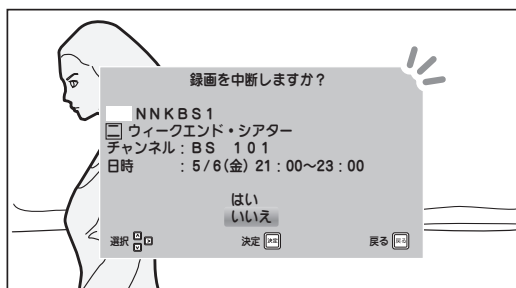 録画を中断しますか？
NNKBS1
二 ウィークエンド・シアター
チャンネル：BS 101
日時 ：5/6(金) 21：00～23：00
はい
いいえ
選択 決定 決定 戻る 戻る